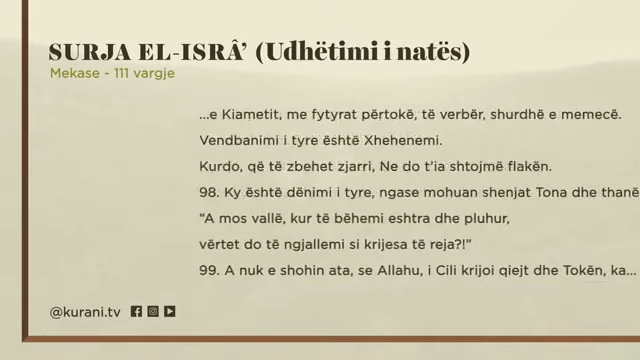 SURJA EL-ISRÂ’ (Udhëtimi i natës)
Mekase - 111 vargje
...e Kiametit, me fytyrat përtokë, të verbër, shurdhë e memecë.
Vendbanimi i tyre është Xhehenemi.
Kurdo, që të zbehet zjarri, Ne do t’ia shtojmë flakën.
98. Ky është dënimi i tyre, ngase mohuan shenjat Tona dhe thanë
“A mos vallë, kur të bëhemi eshtra dhe pluhur,
vërtet do të ngjallemi si krijesa të reja?!”
99. A nuk e shohin ata, se Allahu, i Cili krijoi qiejt dhe Tokën, ka...
@kurani.tv